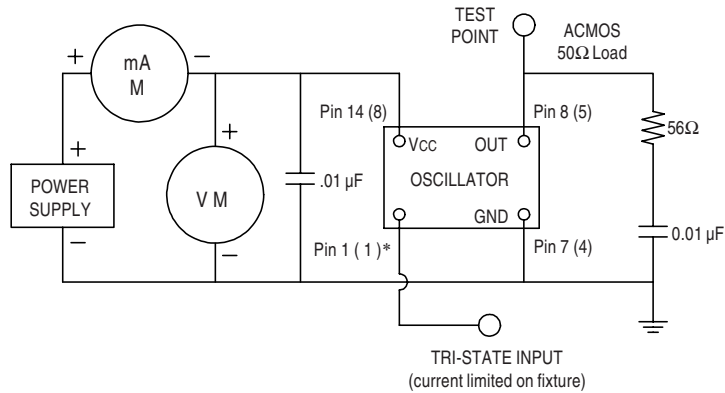 TEST
POINT
ACMOS
50Ω Load
+
mA
M
−
Pin 14 (8)
Pin 8 (5)
+
POWER
SUPPLY
−
+
V M
−
.01 µF
VCC
OUT
OSCILLATOR
GND
56Ω
0.01 µF
Pin 1 ( 1 )*
Pin 7 (4)
TRI-STATE INPUT
(current limited on fixture)